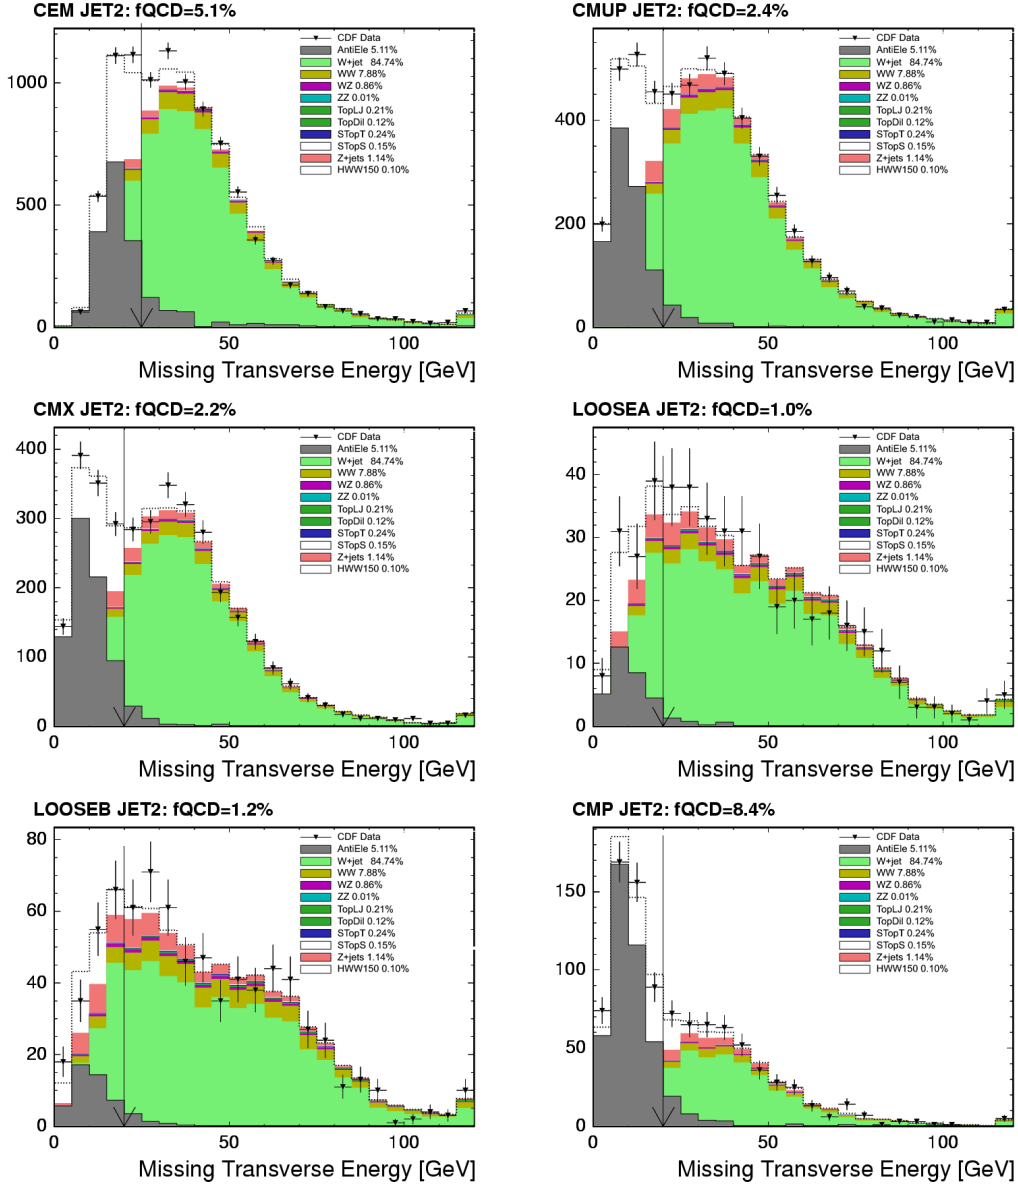 CEM JET2: fQCD=5.1%
1000
500
0
0 50 100
Missing Transverse Energy [GeV]
CDF Data
AntiEle 5.11%
W+jet 84.74%
WW 7.88%
WZ 0.86%
ZZ 0.01%
TopLJ 0.21%
TopDil 0.12%
STopT 0.24%
STopS 0.15%
Z+jets 1.14%
HWW150 0.10%
CMUP JET2: fQCD=2.4%
400
200
0
0 50 100
Missing Transverse Energy [GeV]
CDF Data
AntiEle 5.11%
W+jet 84.74%
WW 7.88%
WZ 0.86%
ZZ 0.01%
TopLJ 0.21%
TopDil 0.12%
STopT 0.24%
STopS 0.15%
Z+jets 1.14%
HWW150 0.10%
CMX JET2: fQCD=2.2%
400
300
200
100
0
0 50 100
Missing Transverse Energy [GeV]
CDF Data
AntiEle 5.11%
W+jet 84.74%
WW 7.88%
WZ 0.86%
ZZ 0.01%
TopLJ 0.21%
TopDil 0.12%
STopT 0.24%
STopS 0.15%
Z+jets 1.14%
HWW150 0.10%
LOOSEA JET2: fQCD=1.0%
40
30
20
10
0
0 50 100
Missing Transverse Energy [GeV]
CDF Data
AntiEle 5.11%
W+jet 84.74%
WW 7.88%
WZ 0.86%
ZZ 0.01%
TopLJ 0.21%
TopDil 0.12%
STopT 0.24%
STopS 0.15%
Z+jets 1.14%
HWW150 0.10%
LOOSEB JET2: fQCD=1.2%
80
60
40
20
0
0 50 100
Missing Transverse Energy [GeV]
CDF Data
AntiEle 5.11%
W+jet 84.74%
WW 7.88%
WZ 0.86%
ZZ 0.01%
TopLJ 0.21%
TopDil 0.12%
STopT 0.24%
STopS 0.15%
Z+jets 1.14%
HWW150 0.10%
CMP JET2: fQCD=8.4%
150
100
50
0
0 50 100
Missing Transverse Energy [GeV]
CDF Data
AntiEle 5.11%
W+jet 84.74%
WW 7.88%
WZ 0.86%
ZZ 0.01%
TopLJ 0.21%
TopDil 0.12%
STopT 0.24%
STopS 0.15%
Z+jets 1.14%
HWW150 0.10%